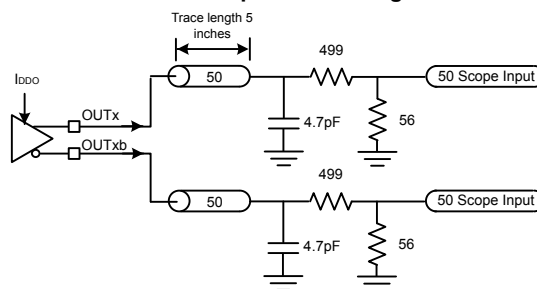 Trace length 5
inches
499
50
50 Scope Input
IDDO
OUTx
4.7pF
56
OUTxb
499
50
50 Scope Input
4.7pF
56